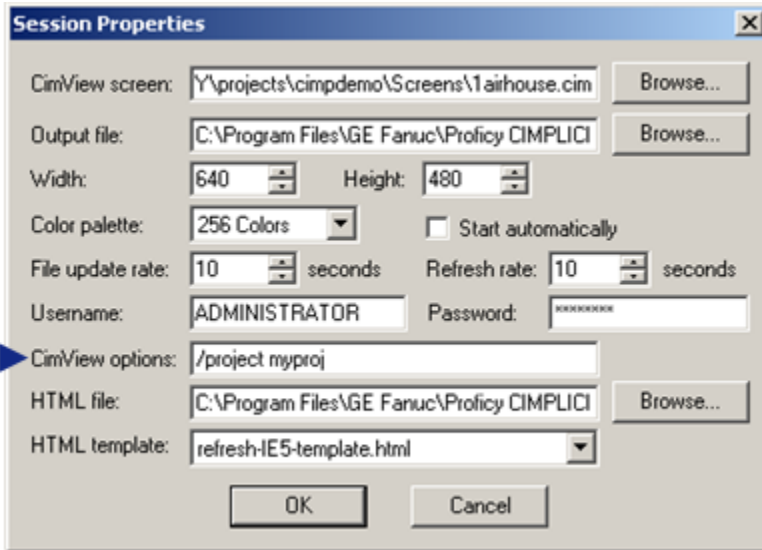 Session Properties
CimView screen: Y\projects\cimpdemo\Screens\1airhouse.cim Browse...
Output file: C:\Program Files\GE Fanuc\Proficy CIMPLICI Browse...
Width: 640 Height: 480
Color palette: 256 Colors Start automatically
File update rate: 10 seconds Refresh rate: 10 seconds
Username: ADMINISTRATOR Password: ********
CimView options: /project myproj
HTML file: C:\Program Files\GE Fanuc\Proficy CIMPLICI Browse...
HTML template: refresh-IE5-template.html
OK Cancel